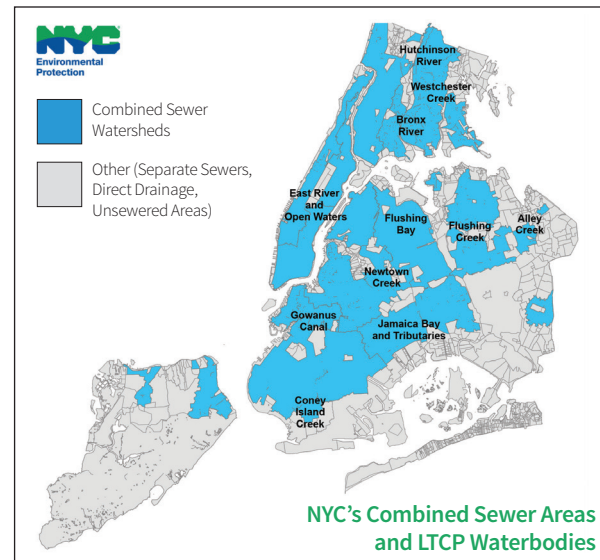 NYC
Environmental
Protection
Combined Sewer
Watersheds
Other (Separate Sewers,
Direct Drainage,
Unsewered Areas)
Hutchinson
River
Westchester
Creek
Bronx
River
East River
and
Open Waters
Flushing
Bay
Flushing
Creek
Alley
Creek
Newtown
Creek
Gowanus
Canal
Jamaica Bay
and Tributaries
Coney
Island
Creek
NYC's Combined Sewer Areas
and LTCP Waterbodies